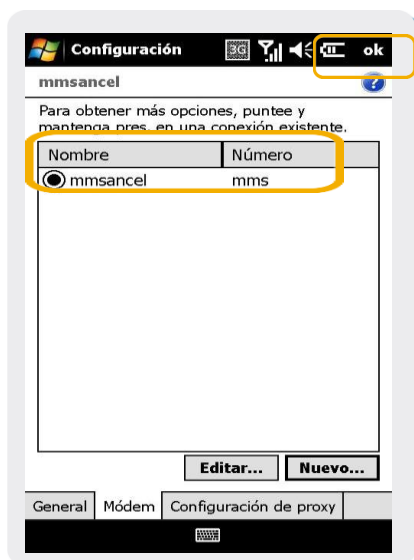 Configuración 3G ok
mmsancel ?
Para obtener más opciones, puntee y
mantenga pres. en una conexión existente.
Nombre Número
mmsancel mms
Editar... Nuevo...
General Módem Configuración de proxy